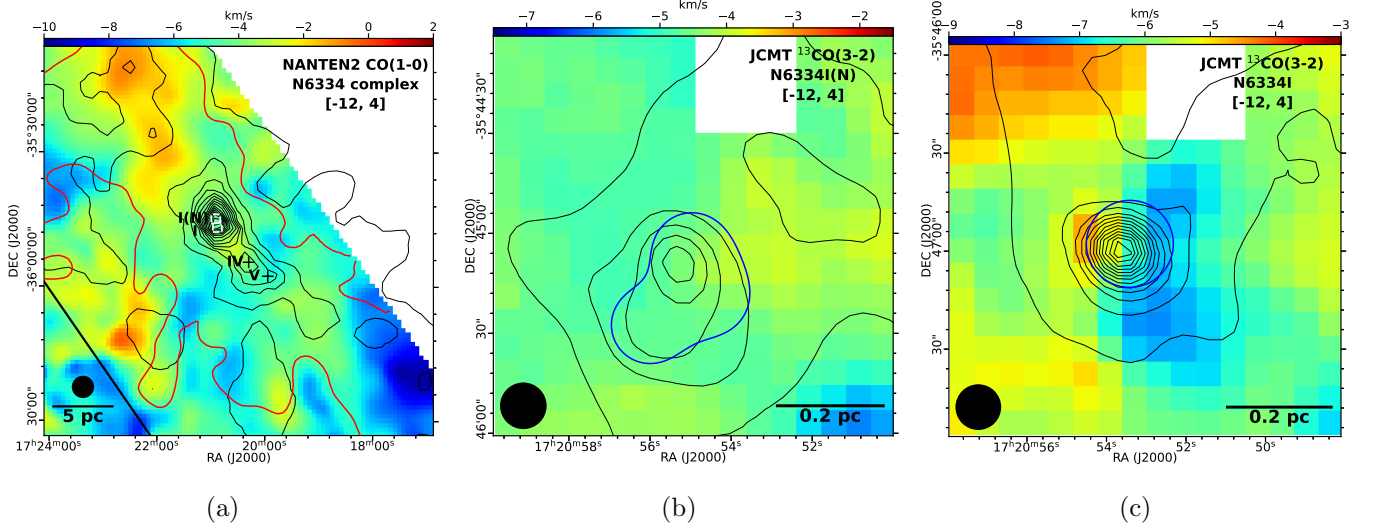 km/s
−10 −8 −6 −4 −2 0 2
NANTEN2 CO(1-0)
N6334 complex
[-12, 4]
I(N)
I
IV
V
5 pc
DEC (J2000)
-35°30'00"
-36°00'00"
30'00"
17ʰ24ᵐ00ˢ 22ᵐ00ˢ 20ᵐ00ˢ 18ᵐ00ˢ
RA (J2000)
(a)
km/s
−7 −6 −5 −4 −3 −2
JCMT ¹³CO(3-2)
N6334I(N)
[-12, 4]
0.2 pc
DEC (J2000)
-35°44'30"
45'00"
30"
46'00"
17ʰ20ᵐ58ˢ 56ˢ 54ˢ 52ˢ
RA (J2000)
(b)
km/s
−9 −8 −7 −6 −5 −4 −3
JCMT ¹³CO(3-2)
N6334I
[-12, 4]
0.2 pc
DEC (J2000)
-35°46'00"
30"
47'00"
30"
17ʰ20ᵐ56ˢ 54ˢ 52ˢ 50ˢ
RA (J2000)
(c)